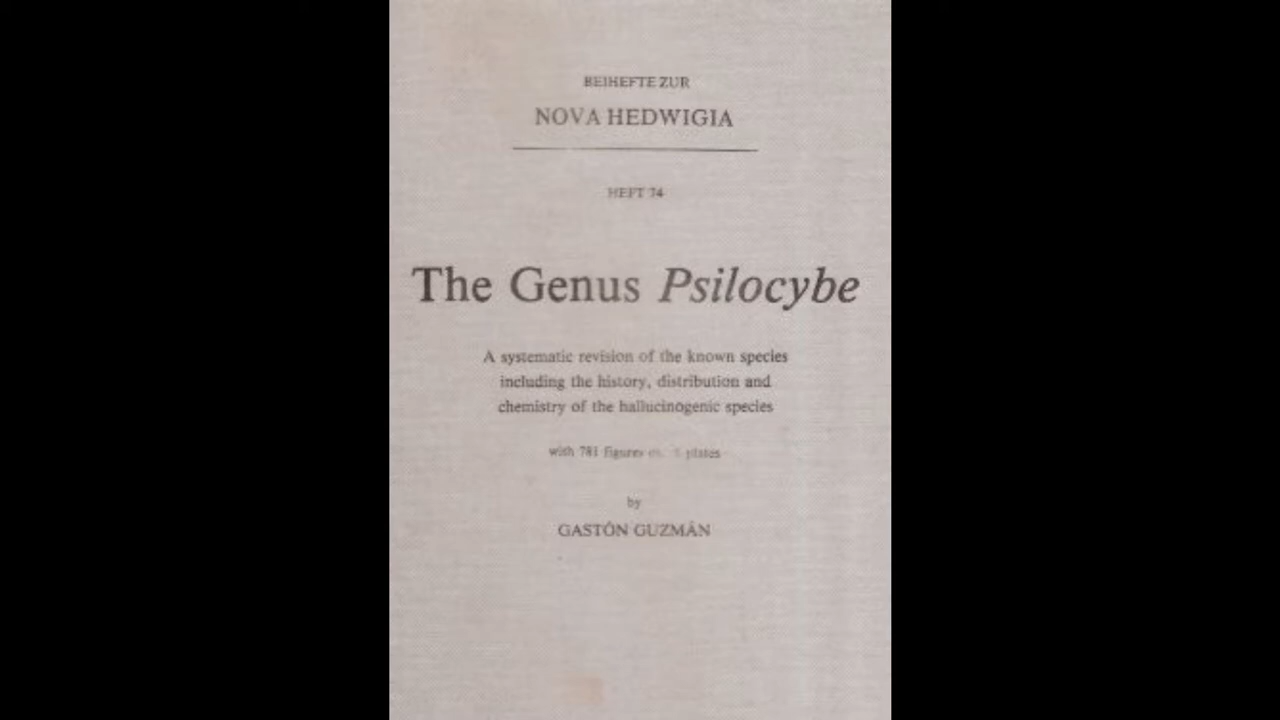 BEIHEFTE ZUR
NOVA HEDWIGIA
HEFT 74
The Genus Psilocybe
A systematic revision of the known species
including the history, distribution and
chemistry of the hallucinogenic species
with 781 figures plates
by
GASTÓN GUZMÁN